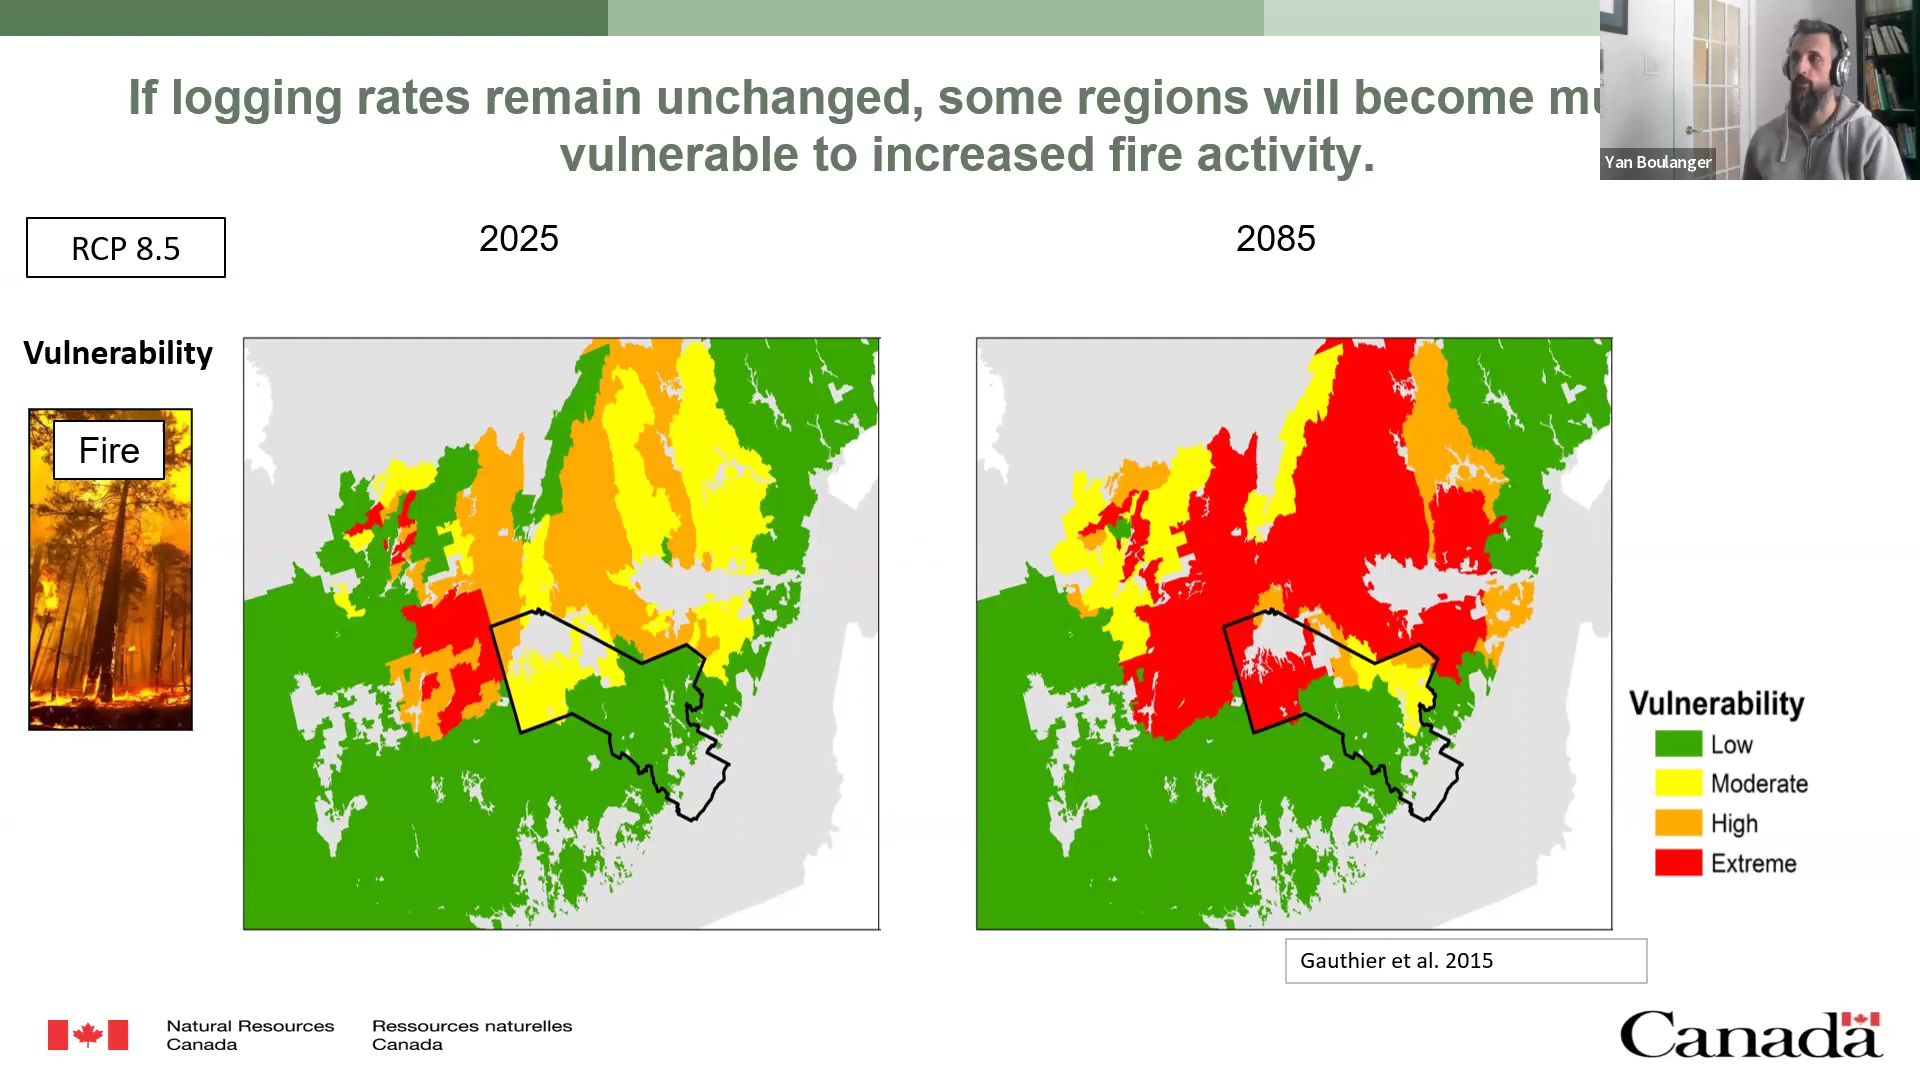 If logging rates remain unchanged, some regions will become
vulnerable to increased fire activity.
Yan Boulanger
RCP 8.5
2025
2085
Vulnerability
Fire
Vulnerability
Low
Moderate
High
Extreme
Gauthier et al. 2015
Natural Resources
Canada
Ressources naturelles
Canada
Canada